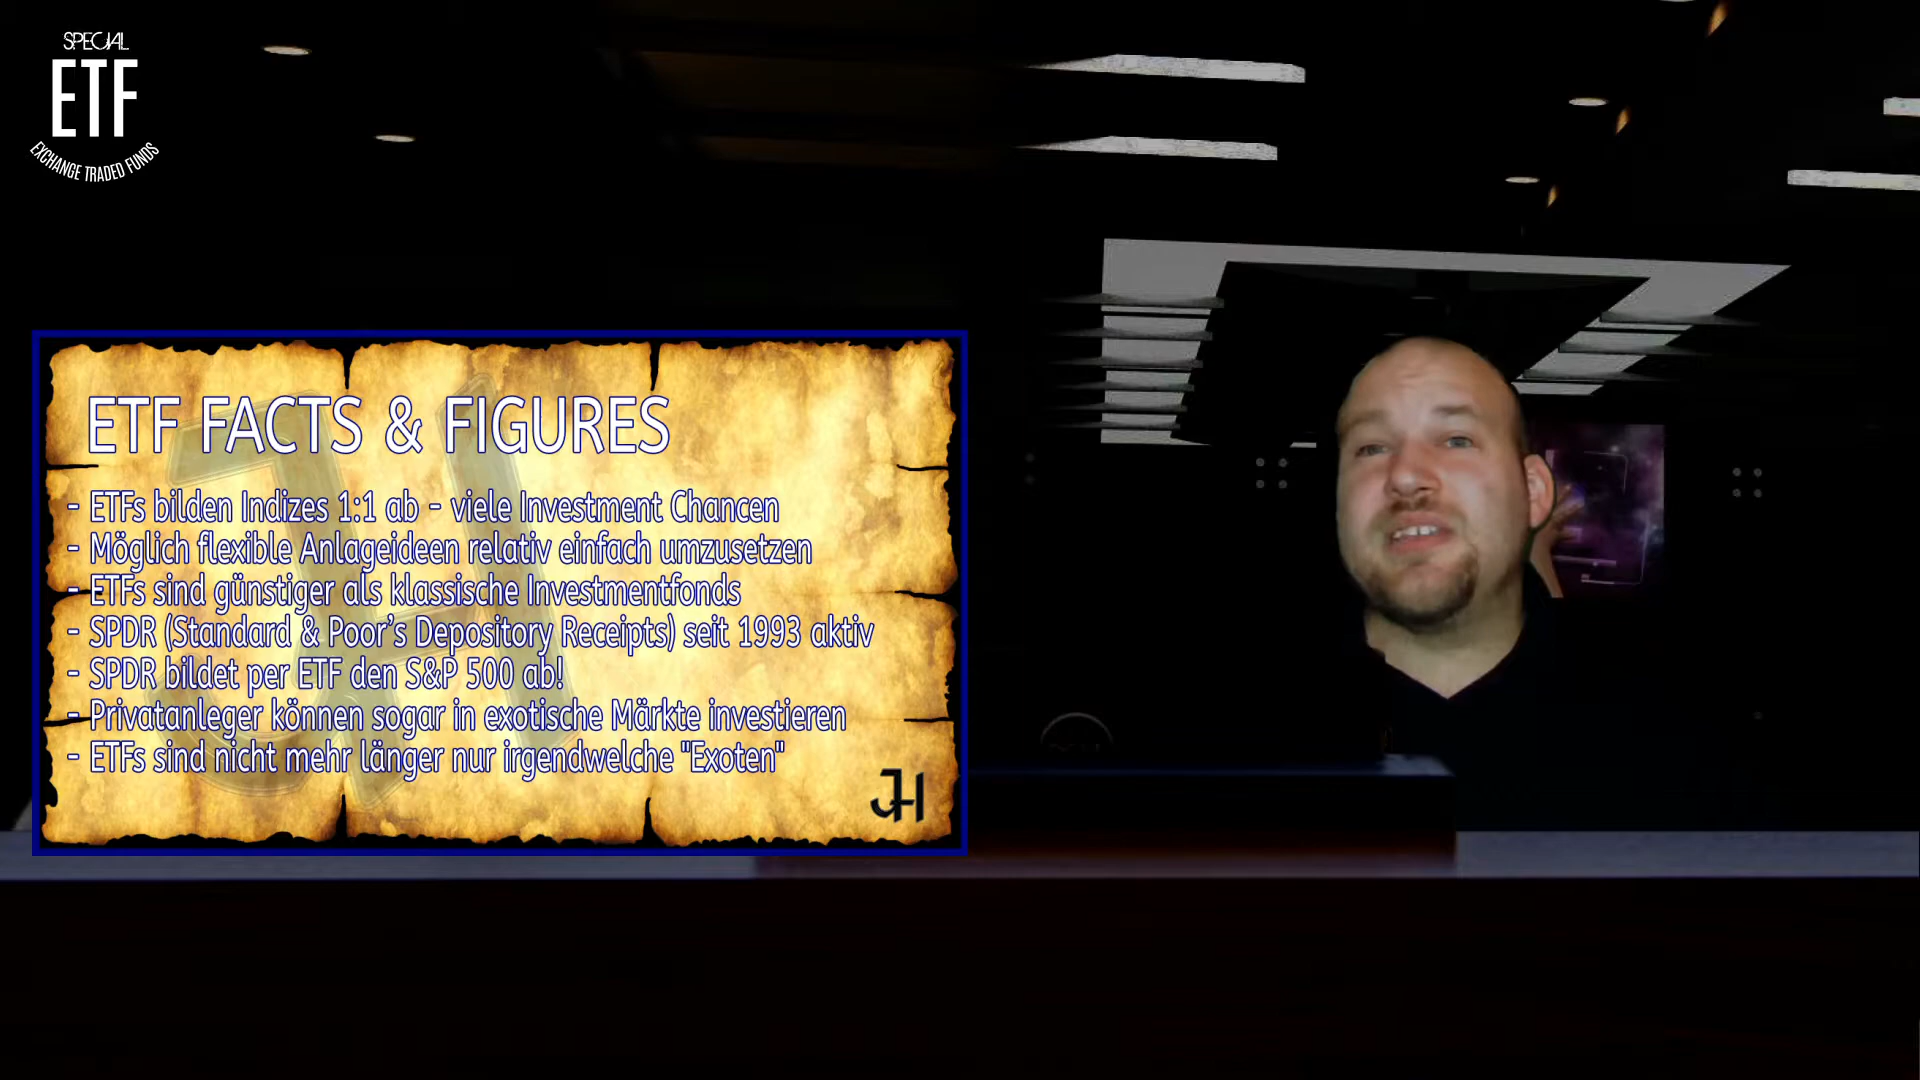 SPECIAL
ETF
EXCHANGE TRADED FUNDS
ETF FACTS & FIGURES
- ETFs bilden Indizes 1:1 ab - viele Investment Chancen
- Möglich flexible Anlageideen relativ einfach umzusetzen
- ETFs sind günstiger als klassische Investmentfonds
- SPDR (Standard & Poor's Depository Receipts) seit 1993 aktiv
- SPDR bildet per ETF den S&P 500 ab!
- Privatanleger können sogar in exotische Märkte investieren
- ETFs sind nicht mehr länger nur irgendwelche "Exoten"
JH